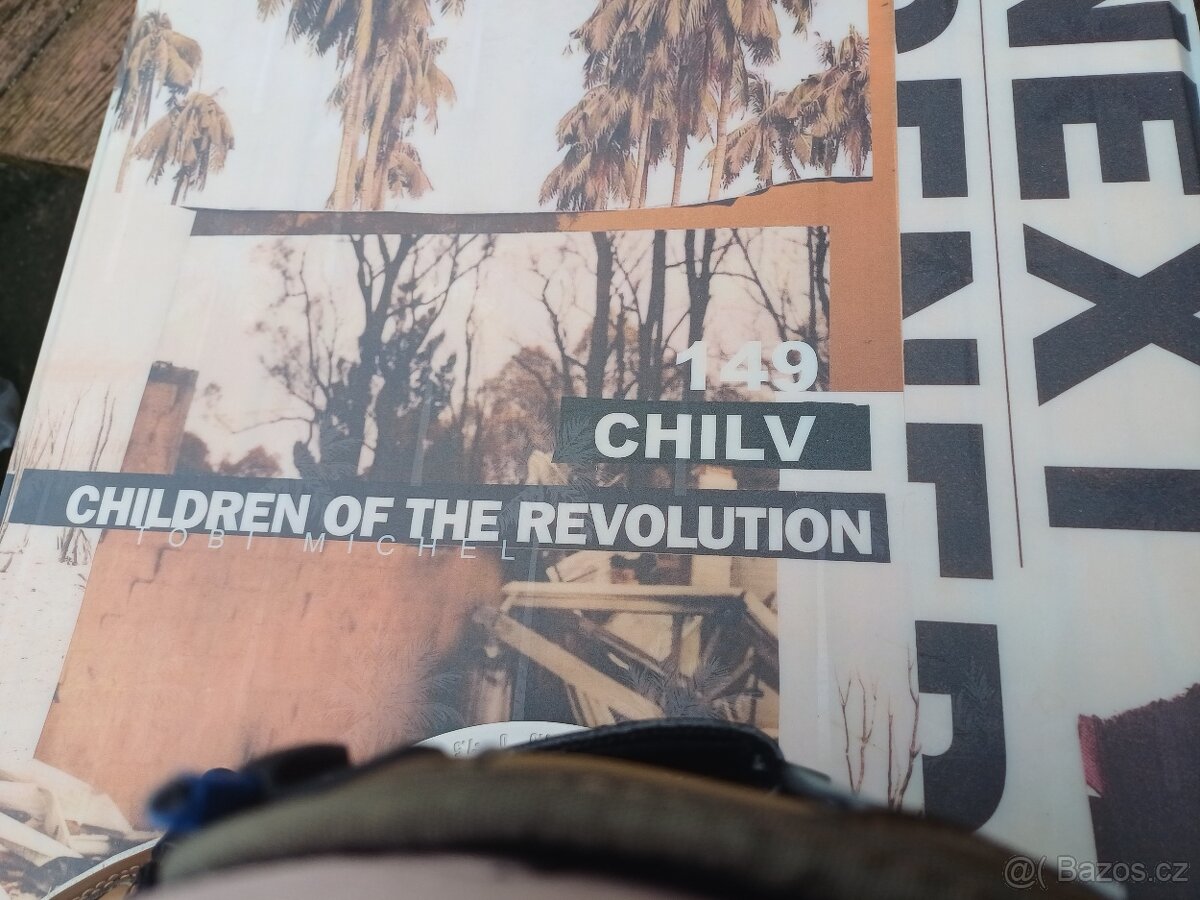 149
CHILV
CHILDREN OF THE REVOLUTION
TOBI MICHEL
NEXT
@( Bazos.cz